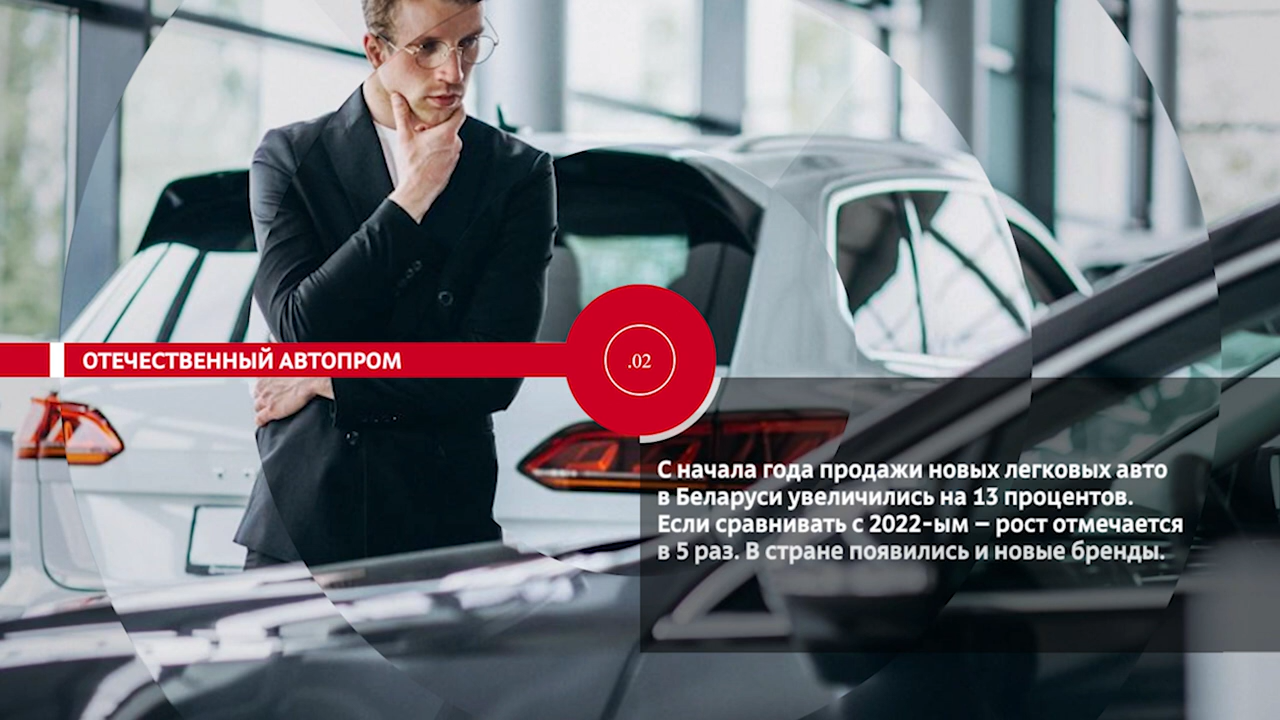 ОТЕЧЕСТВЕННЫЙ АВТОПРОМ
.02
С начала года продажи новых легковых авто
в Беларуси увеличились на 13 процентов.
Если сравнивать с 2022-ым – рост отмечается
в 5 раз. В стране появились и новые бренды.